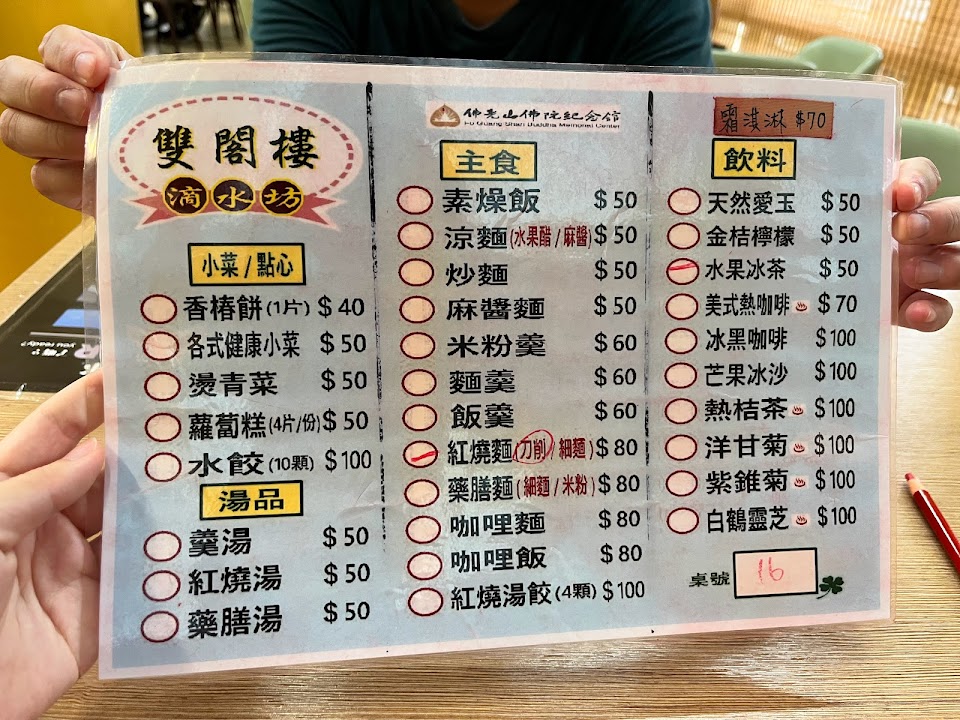 雙閣樓
滴水坊
小菜/點心
香椿餅(1片) $40
各式健康小菜 $50
燙青菜 $50
蘿蔔糕(4片/份) $50
水餃(10顆) $100
湯品
羹湯 $50
紅燒湯 $50
藥膳湯 $50
佛光山佛陀紀念館
Fo Guang Shan Buddha Memorial Center
主食
素燥飯 $50
涼麵(水果醋/麻醬) $50
炒麵 $50
麻醬麵 $50
米粉羹 $60
麵羹 $60
飯羹 $60
紅燒麵(刀削/細麵) $80
藥膳麵(細麵/米粉) $80
咖哩麵 $80
咖哩飯 $80
紅燒湯餃(4顆) $100
霜淇淋 $70
飲料
天然愛玉 $50
金桔檸檬 $50
水果冰茶 $50
美式熱咖啡 $70
冰黑咖啡 $100
芒果冰沙 $100
熱桔茶 $100
洋甘菊 $100
紫錐菊 $100
白鶴靈芝 $100
桌號 16
you ready?